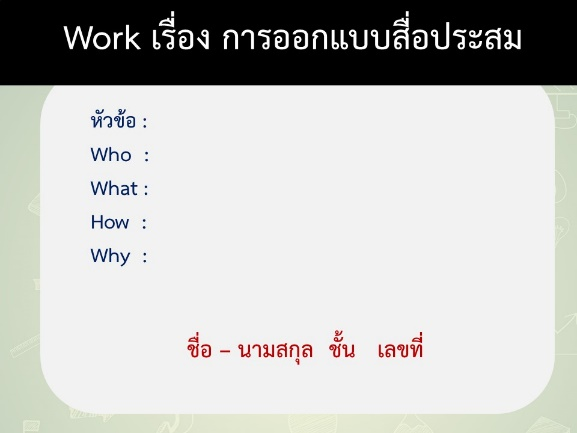 Work เรื่อง การออกแบบสื่อประสม
หัวข้อ :
Who :
What :
How :
Why :
ชื่อ – นามสกุล ชั้น เลขที่